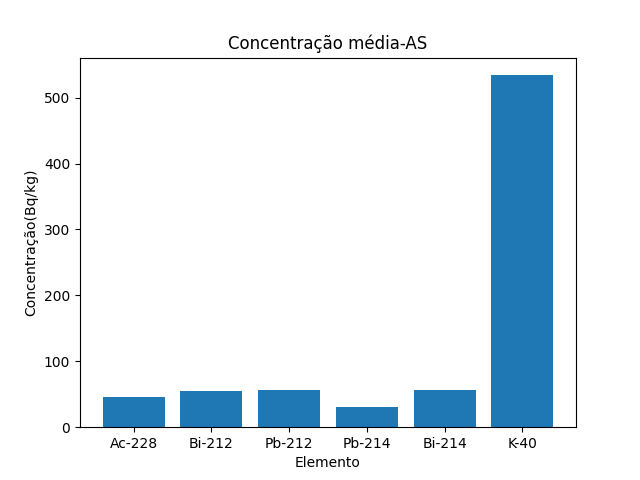 Concentração média-AS
Concentração(Bq/kg)
500
400
300
200
100
0
Ac-228 Bi-212 Pb-212 Pb-214 Bi-214 K-40
Elemento